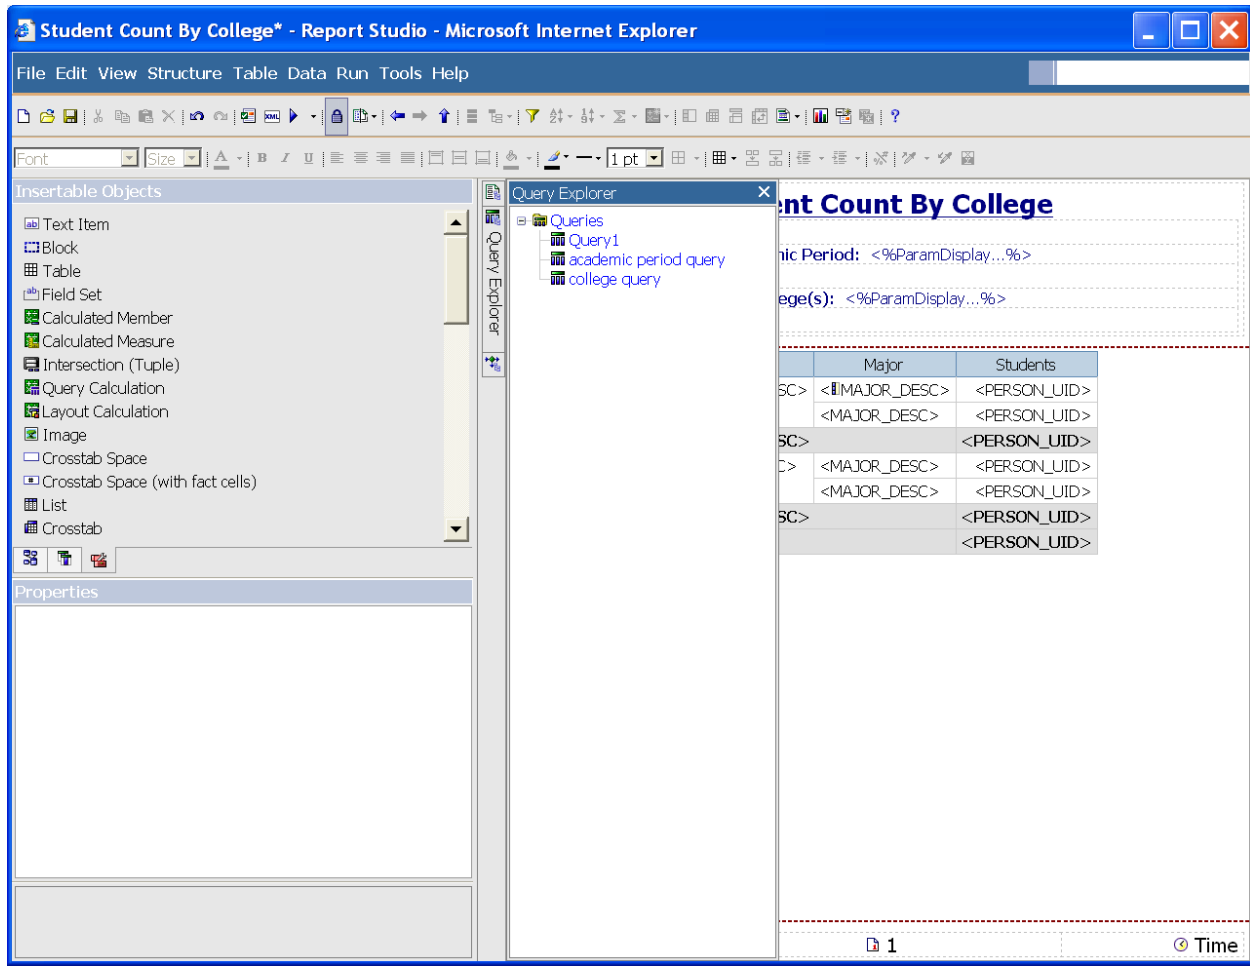 Student Count By College* - Report Studio - Microsoft Internet Explorer
File Edit View Structure Table Data Run Tools Help
Font Size A B I U 1 pt
Insertable Objects
Text Item
Block
Table
Field Set
Calculated Member
Calculated Measure
Intersection (Tuple)
Query Calculation
Layout Calculation
Image
Crosstab Space
Crosstab Space (with fact cells)
List
Crosstab
Properties
Query Explorer
Query Explorer
Queries
Query1
academic period query
college query
ent Count By College
nic Period: <%ParamDisplay...%>
ege(s): <%ParamDisplay...%>
Major Students
SC> <MAJOR_DESC> <PERSON_UID>
<MAJOR_DESC> <PERSON_UID>
SC> <PERSON_UID>
C> <MAJOR_DESC> <PERSON_UID>
<MAJOR_DESC> <PERSON_UID>
SC> <PERSON_UID>
<PERSON_UID>
1 Time